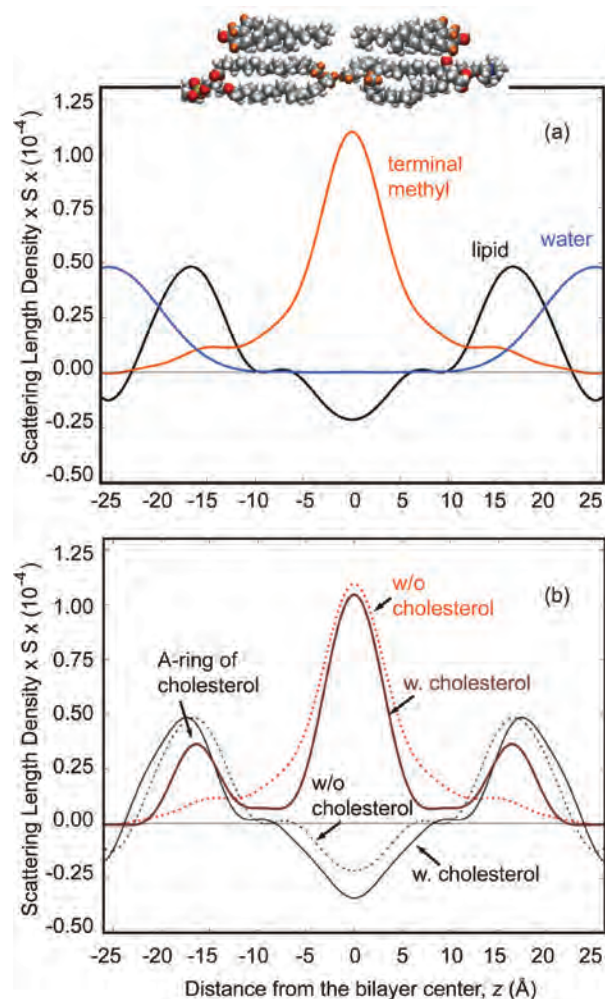 1.25
1.00
0.75
0.50
0.25
0.00
-0.25
-0.50
Scattering Length Density x S x (10⁻⁴)
(a)
terminal
methyl
water
lipid
-25 -20 -15 -10 -5 0 5 10 15 20 25
1.25
1.00
0.75
0.50
0.25
0.00
-0.25
-0.50
Scattering Length Density x S x (10⁻⁴)
(b)
w/o
cholesterol
A-ring of
cholesterol
w. cholesterol
w/o
cholesterol
w. cholesterol
-25 -20 -15 -10 -5 0 5 10 15 20 25
Distance from the bilayer center, z (Å)